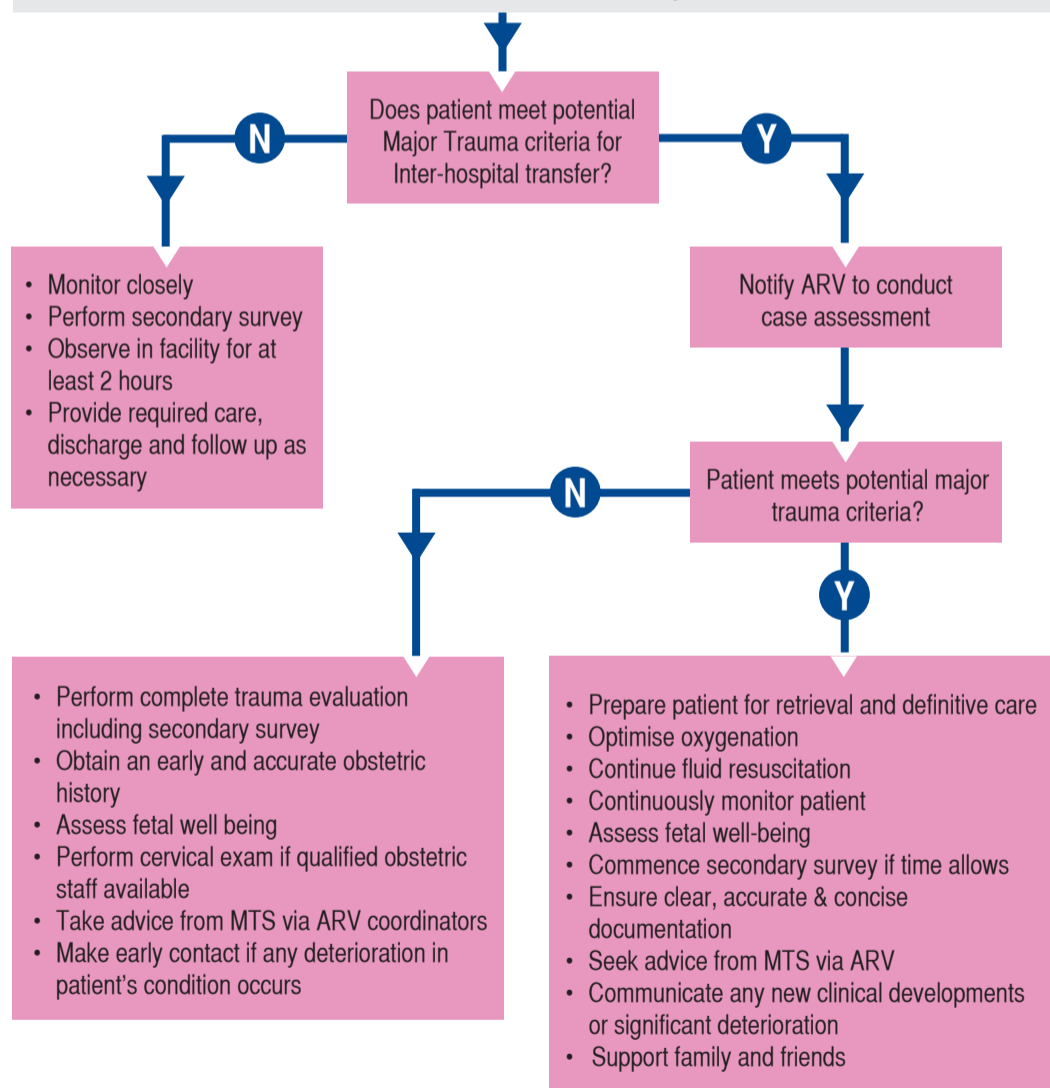 Does patient meet potential
Major Trauma criteria for
Inter-hospital transfer?
N
Y
• Monitor closely
• Perform secondary survey
• Observe in facility for at
least 2 hours
• Provide required care,
discharge and follow up as
necessary
Notify ARV to conduct
case assessment
Patient meets potential major
trauma criteria?
N
Y
• Perform complete trauma evaluation
including secondary survey
• Obtain an early and accurate obstetric
history
• Assess fetal well being
• Perform cervical exam if qualified obstetric
staff available
• Take advice from MTS via ARV coordinators
• Make early contact if any deterioration in
patient's condition occurs
• Prepare patient for retrieval and definitive care
• Optimise oxygenation
• Continue fluid resuscitation
• Continuously monitor patient
• Assess fetal well-being
• Commence secondary survey if time allows
• Ensure clear, accurate & concise
documentation
• Seek advice from MTS via ARV
• Communicate any new clinical developments
or significant deterioration
• Support family and friends